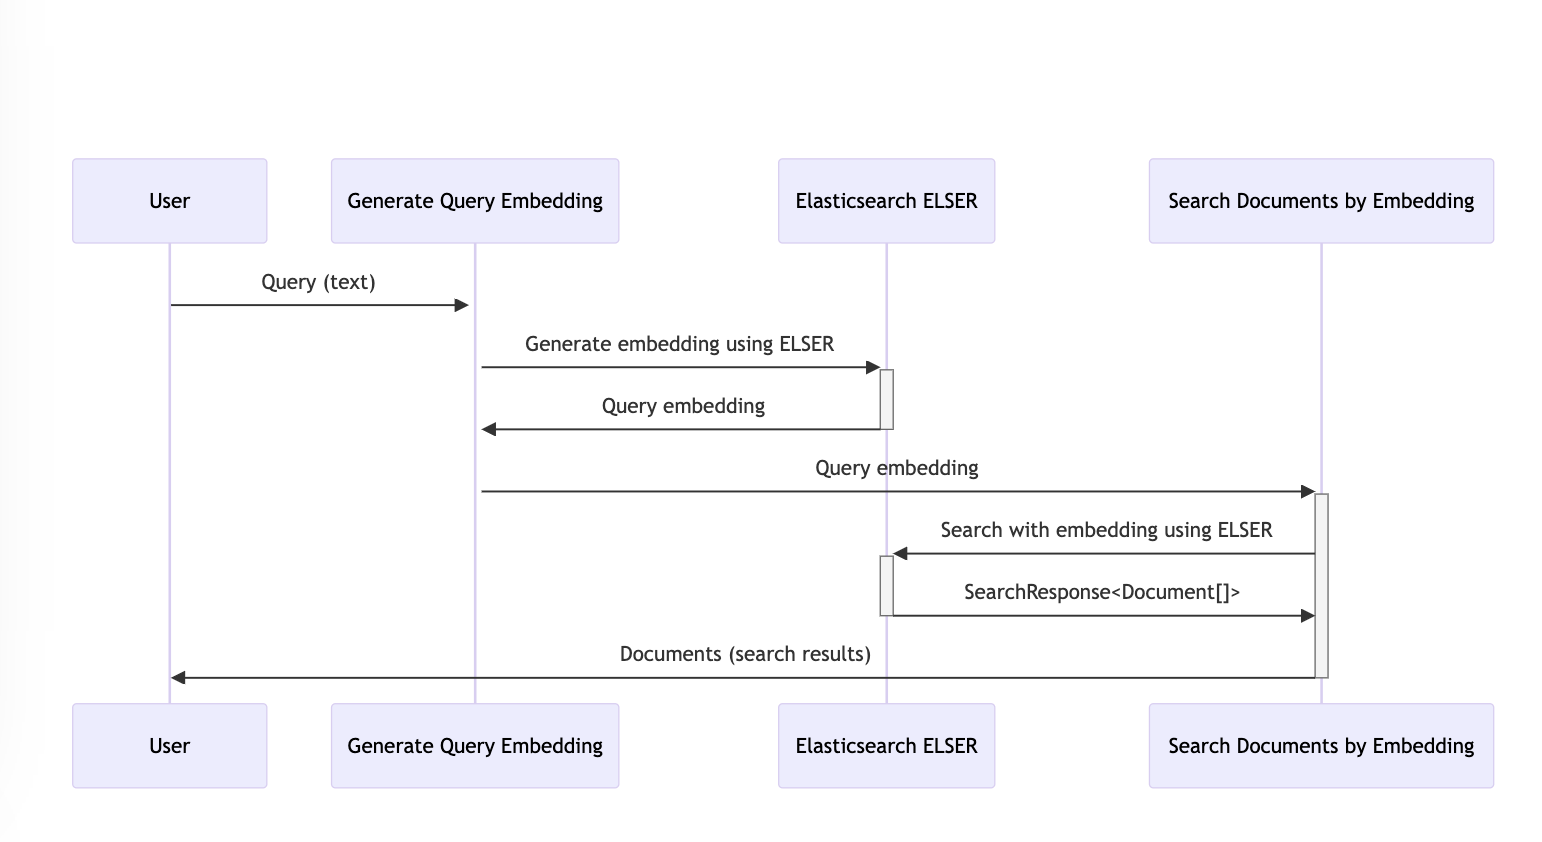 User
Generate Query Embedding
Elasticsearch ELSER
Search Documents by Embedding
Query (text)
Generate embedding using ELSER
Query embedding
Query embedding
Search with embedding using ELSER
SearchResponse<Document[]>
Documents (search results)
User
Generate Query Embedding
Elasticsearch ELSER
Search Documents by Embedding